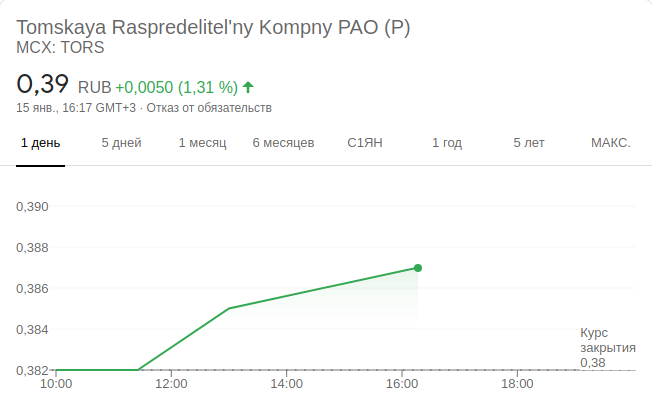 Tomskaya Raspredelitel'ny Kompny PAO (P)
MCX: TORS
0,39 RUB +0,0050 (1,31 %)
15 янв., 16:17 GMT+3 · Отказ от обязательств
1 день 5 дней 1 месяц 6 месяцев С1ЯН 1 год 5 лет МАКС.
0,390
0,388
0,386
0,384
0,382
Курс
закрытия
0,38
10:00 12:00 14:00 16:00 18:00